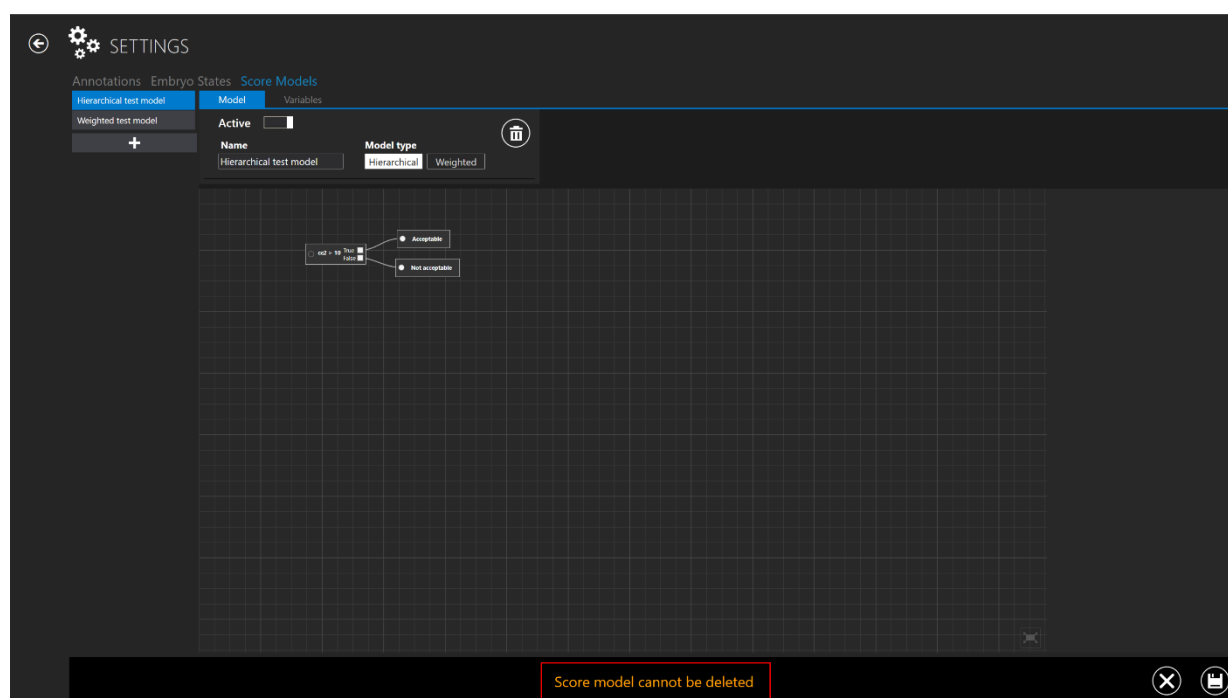 SETTINGS
Annotations Embryo States Score Models
Hierarchical test model Model Variables
Weighted test model Active
Name Model type
Hierarchical test model Hierarchical Weighted
Acceptable
True
False
Not acceptable
Score model cannot be deleted